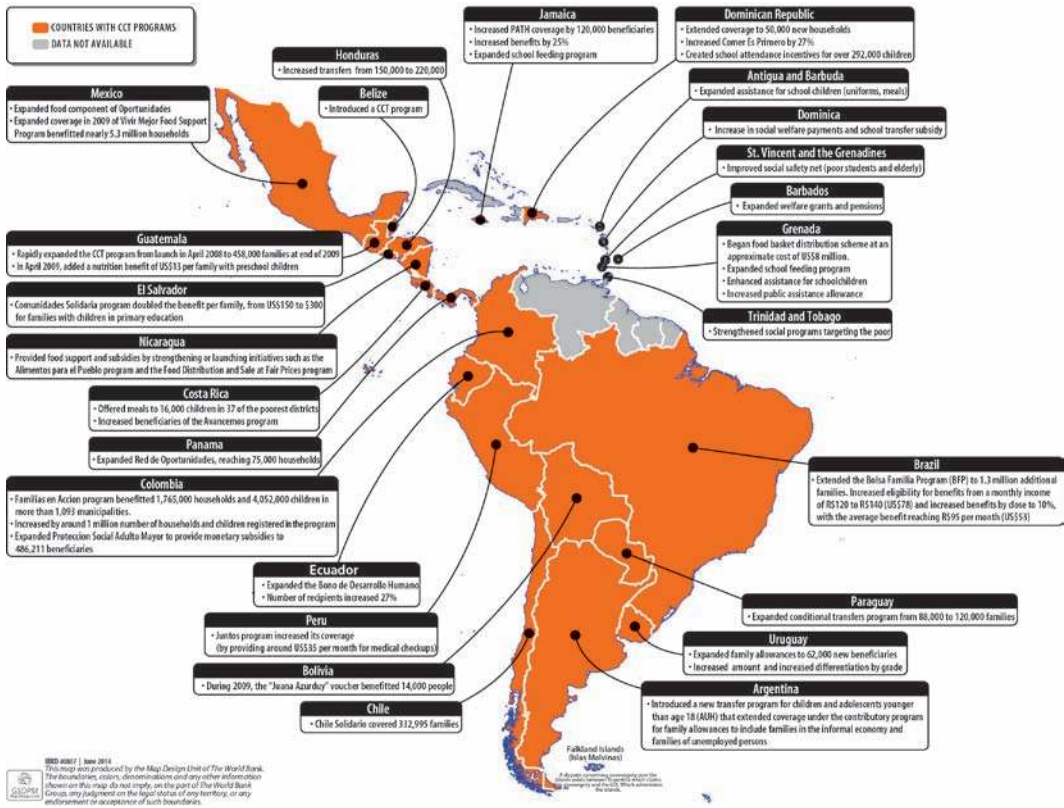 COUNTRIES WITH CCT PROGRAMS
DATA NOT AVAILABLE
Jamaica
• Increased PATH coverage by 120,000 beneficiaries
• Increased benefits by 25%
• Expanded school feeding program
Dominican Republic
• Extended coverage to 50,000 new households
• Increased Comer Es Primero by 27%
• Created school attendance incentives for over 292,000 children
Honduras
• Increased transfers from 150,000 to 220,000
Antigua and Barbuda
• Expanded assistance for school children (uniforms, meals)
Mexico
• Expanded food component of Oportunidades
• Expanded coverage in 2009 of Vivir Mejor Food Support
Program benefitted nearly 5.3 million households
Belize
• Introduced a CCT program
Dominica
• Increase in social welfare payments and school transfer subsidy
St. Vincent and the Grenadines
• Improved social safety net (poor students and elderly)
Barbados
• Expanded welfare grants and pensions
Guatemala
• Rapidly expanded the CCT program from launch in April 2008 to 458,000 families at end of 2009
• In April 2009, added a nutrition benefit of US$13 per family with preschool children
Grenada
• Began food basket distribution scheme at an
approximate cost of US$8 million.
• Expanded school feeding program
• Enhanced assistance for schoolchildren
• Increased public assistance allowance
El Salvador
• Comunidades Solidaria program doubled the benefit per family, from US$150 to $300
for families with children in primary education
Trinidad and Tobago
• Strengthened social programs targeting the poor
Nicaragua
• Provided food support and subsidies by strengthening or launching initiatives such as the
Alimentos para el Pueblo program and the Food Distribution and Sale at Fair Prices program
Costa Rica
• Offered meals to 16,000 children in 37 of the poorest districts
• Increased beneficiaries of the Avancemos program
Panama
• Expanded Red de Oportunidades, reaching 75,000 households
Colombia
• Familias en Accion program benefitted 1,765,000 households and 4,052,000 children in
more than 1,093 municipalities.
• Increased by around 1 million number of households and children registered in the program
• Expanded Proteccion Social Adulto Mayor to provide monetary subsidies to
486,211 beneficiaries
Brazil
• Extended the Bolsa Familia Program (BFP) to 1.3 million additional
families. Increased eligibility for benefits from a monthly income
of R$120 to R$140 (US$78) and increased benefits by close to 10%,
with the average benefit reaching R$95 per month (US$53)
Ecuador
• Expanded the Bono de Desarrollo Humano
• Number of recipients increased 27%
Paraguay
• Expanded conditional transfers program from 88,000 to 120,000 families
Peru
• Juntos program increased its coverage
(by providing around US$35 per month for medical checkups)
Uruguay
• Expanded family allowances to 62,000 new beneficiaries
• Increased amount and increased differentiation by grade
Bolivia
• During 2009, the "Juana Azurduy" voucher benefitted 14,000 people
Argentina
• Introduced a new transfer program for children and adolescents younger
than age 18 (AUH) that extended coverage under the contributory program
for family allowances to include families in the informal economy and
families of unemployed persons
Chile
• Chile Solidario covered 332,995 families
Falkland Islands
(Islas Malvinas)
A dispute concerning sovereignty over the
islands exists between Argentina which claims
this sovereignty and the U.K. which administers
the islands.
IBRD 40807 | June 2014
This map was produced by the Map Design Unit of The World Bank.
The boundaries, colors, denominations and any other information
shown on this map do not imply, on the part of The World Bank
Group, any judgment on the legal status of any territory, or any
endorsement or acceptance of such boundaries.
GSDPM